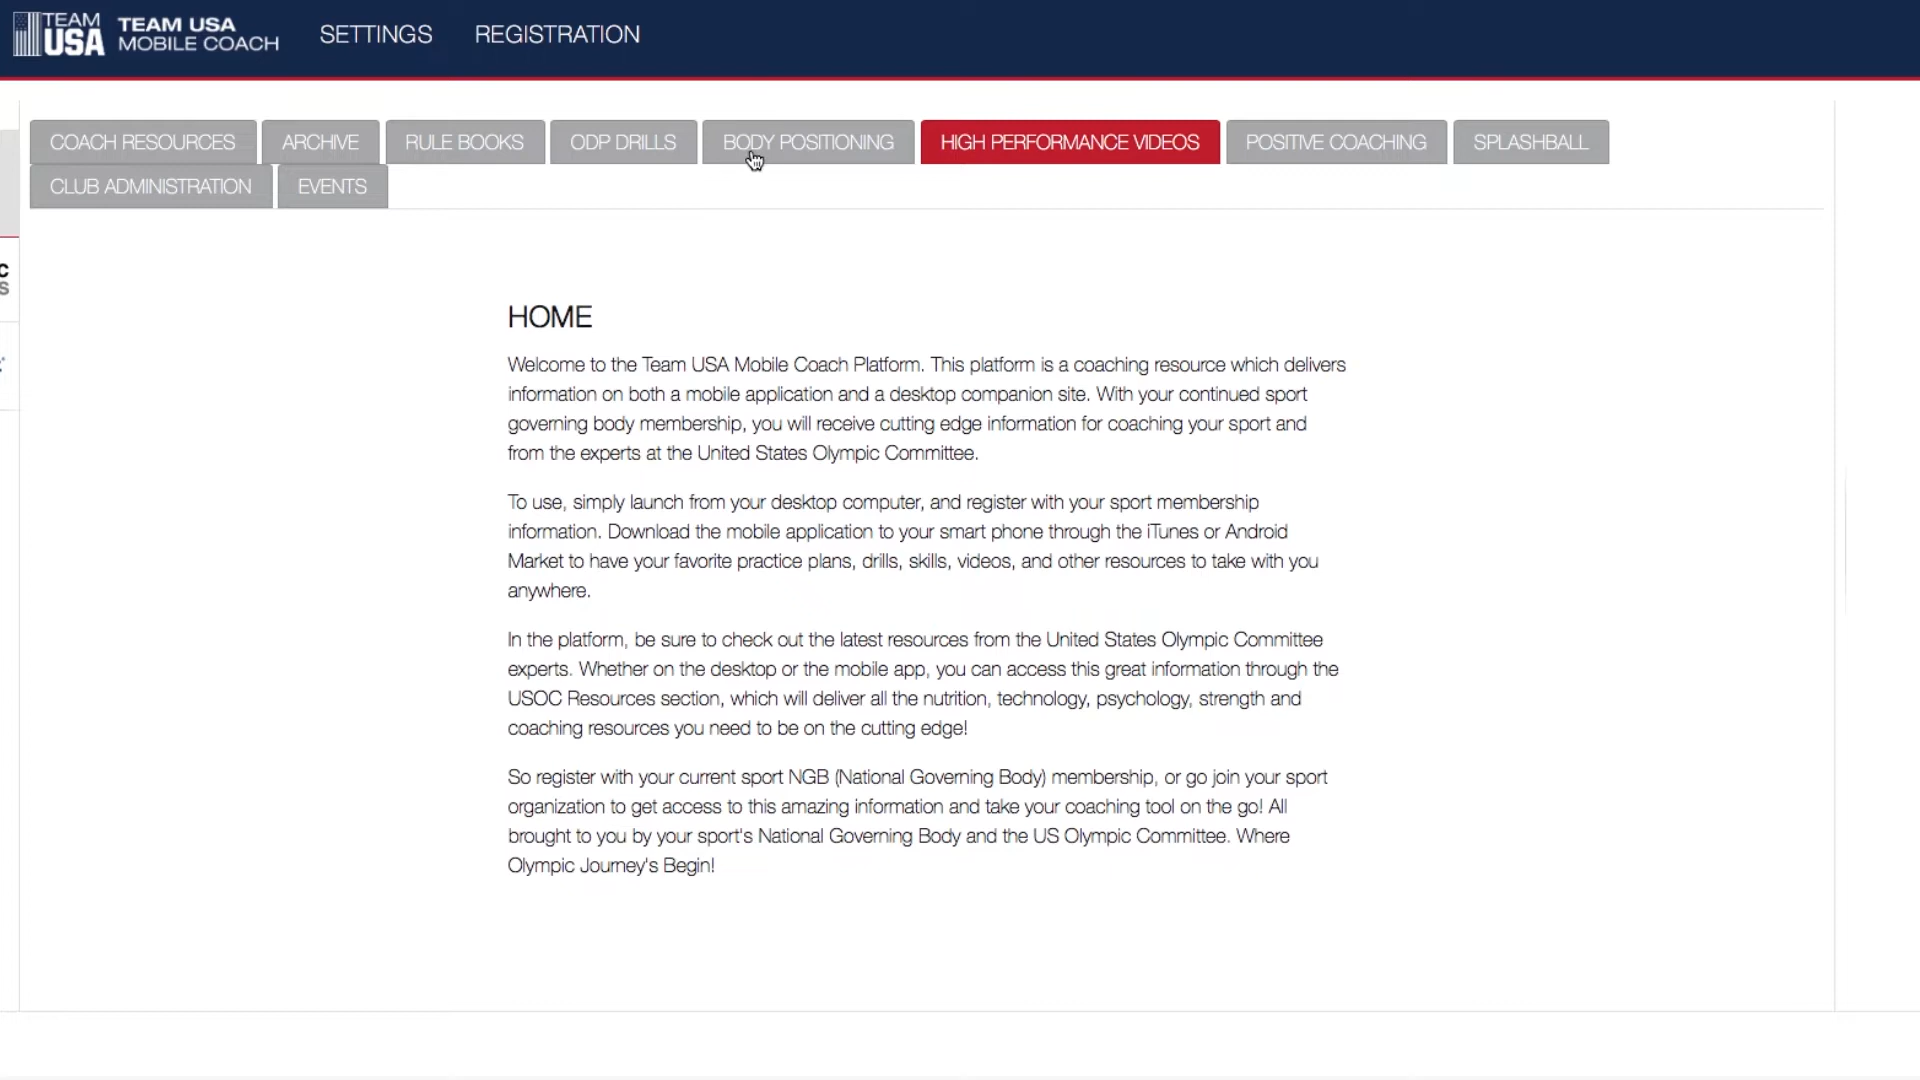 TEAM USA
TEAM USA MOBILE COACH
SETTINGS
REGISTRATION
COACH RESOURCES
ARCHIVE
RULE BOOKS
ODP DRILLS
BODY POSITIONING
HIGH PERFORMANCE VIDEOS
POSITIVE COACHING
SPLASHBALL
CLUB ADMINISTRATION
EVENTS
C
S
HOME
Welcome to the Team USA Mobile Coach Platform. This platform is a coaching resource which delivers
information on both a mobile application and a desktop companion site. With your continued sport
governing body membership, you will receive cutting edge information for coaching your sport and
from the experts at the United States Olympic Committee.
To use, simply launch from your desktop computer, and register with your sport membership
information. Download the mobile application to your smart phone through the iTunes or Android
Market to have your favorite practice plans, drills, skills, videos, and other resources to take with you
anywhere.
In the platform, be sure to check out the latest resources from the United States Olympic Committee
experts. Whether on the desktop or the mobile app, you can access this great information through the
USOC Resources section, which will deliver all the nutrition, technology, psychology, strength and
coaching resources you need to be on the cutting edge!
So register with your current sport NGB (National Governing Body) membership, or go join your sport
organization to get access to this amazing information and take your coaching tool on the go! All
brought to you by your sport's National Governing Body and the US Olympic Committee. Where
Olympic Journey's Begin!